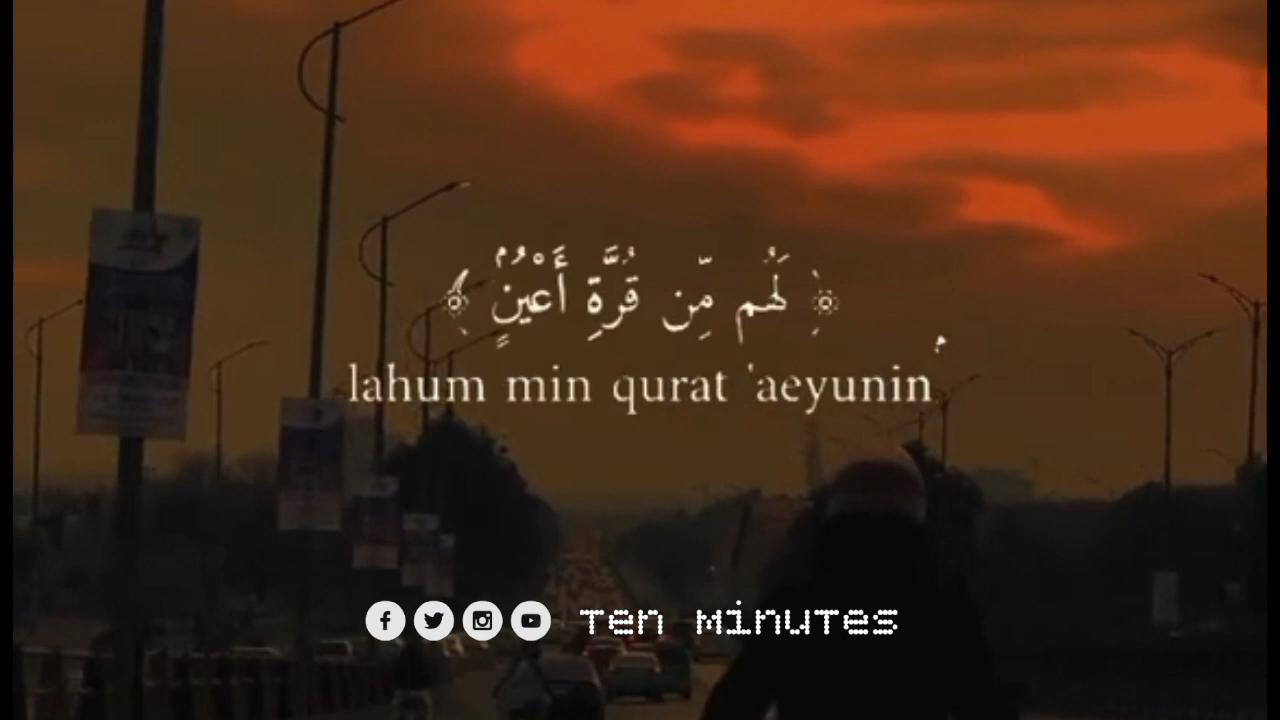 ﴿ لَهُم مِّن قُرَّةِ أَعْيُنٍ ﴾
lahum min qurat 'aeyunin
Ten Minutes